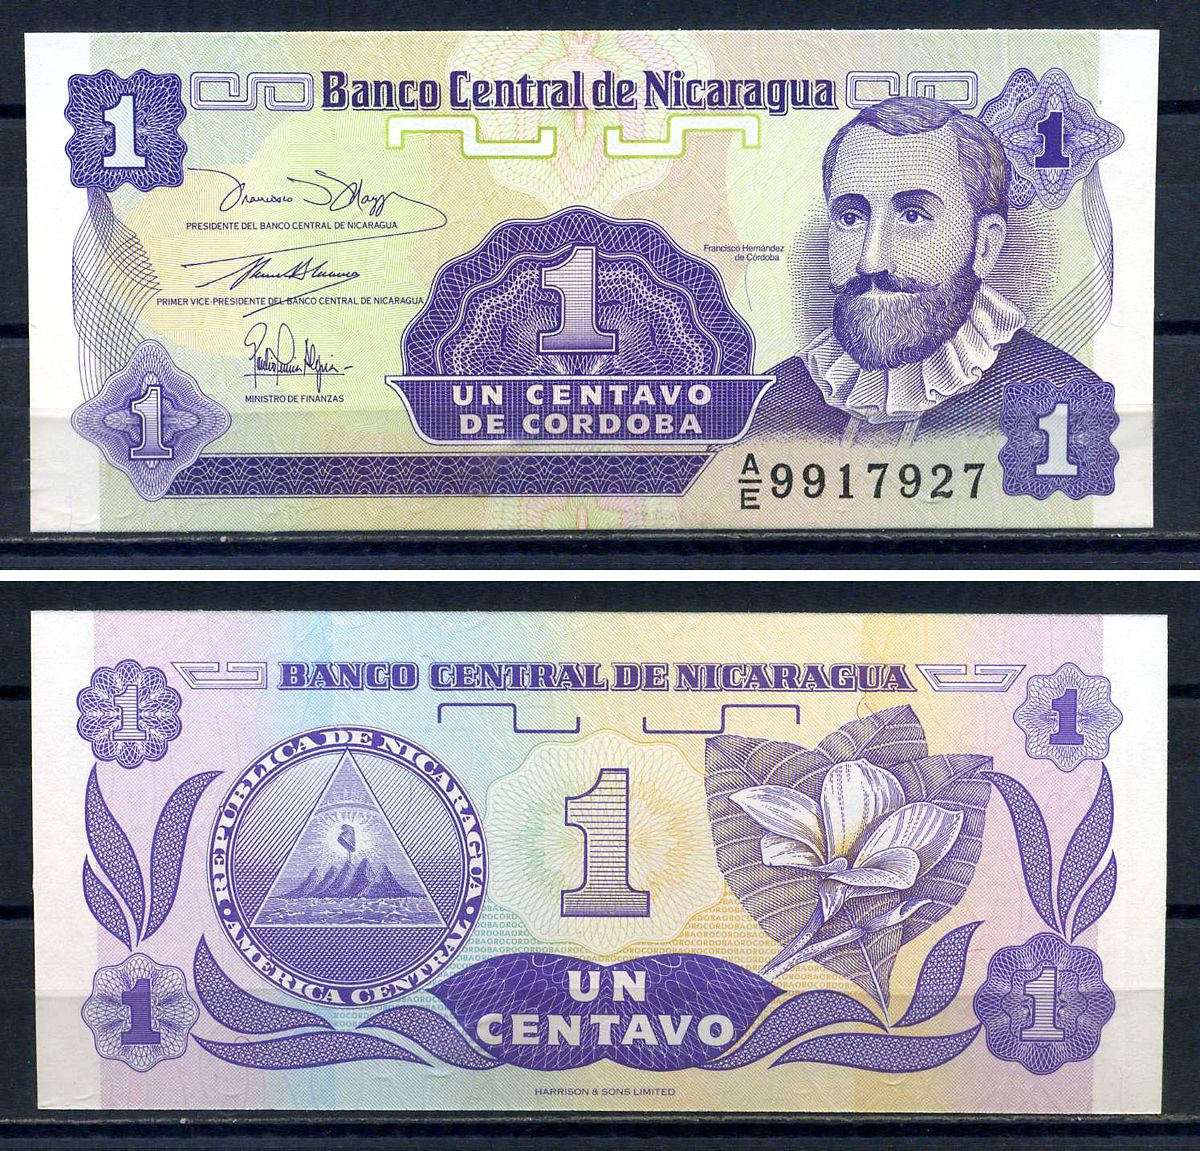 1 Banco Central de Nicaragua 1
PRESIDENTE DEL BANCO CENTRAL DE NICARAGUA
Francisco Hernández
de Córdoba
1
PRIMER VICE-PRESIDENTE DEL BANCO CENTRAL DE NICARAGUA
MINISTRO DE FINANZAS
UN CENTAVO
DE CORDOBA
1
1
A/E 9917927
BANCO CENTRAL DE NICARAGUA
1
1
REPÚBLICA DE NICARAGUA
AMERICA CENTRAL
1
UN
CENTAVO
1
1
HARRISON & SONS LIMITED